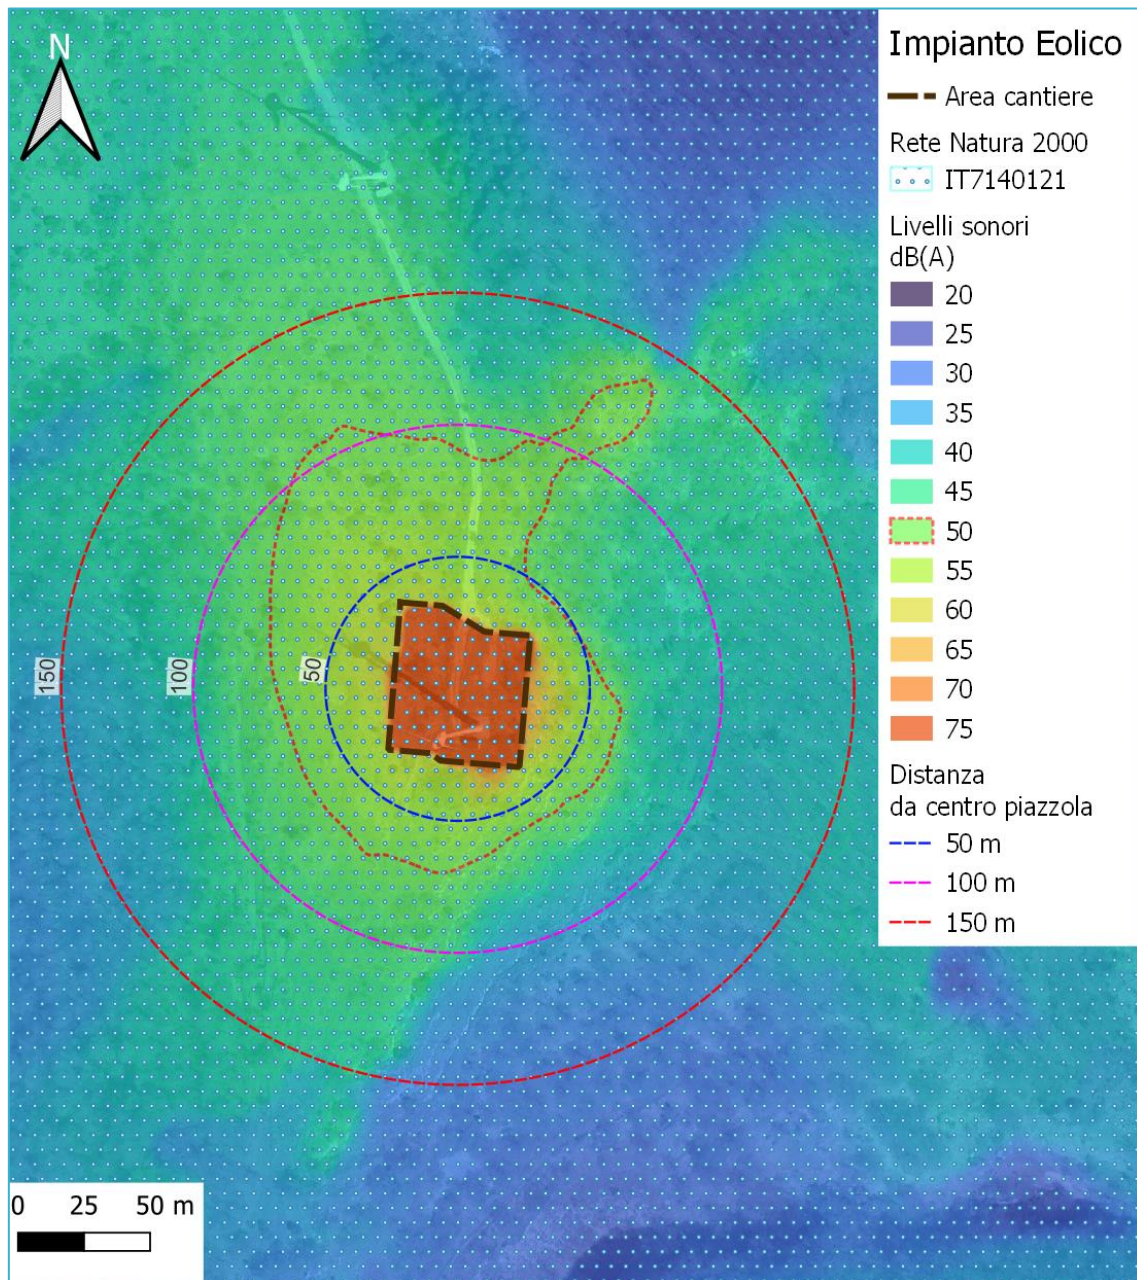 N
Impianto Eolico
Area cantiere
Rete Natura 2000
IT7140121
Livelli sonori
dB(A)
20
25
30
35
40
45
50
55
60
65
70
75
Distanza
da centro piazzola
50 m
100 m
150 m
150
100
50
0 25 50 m